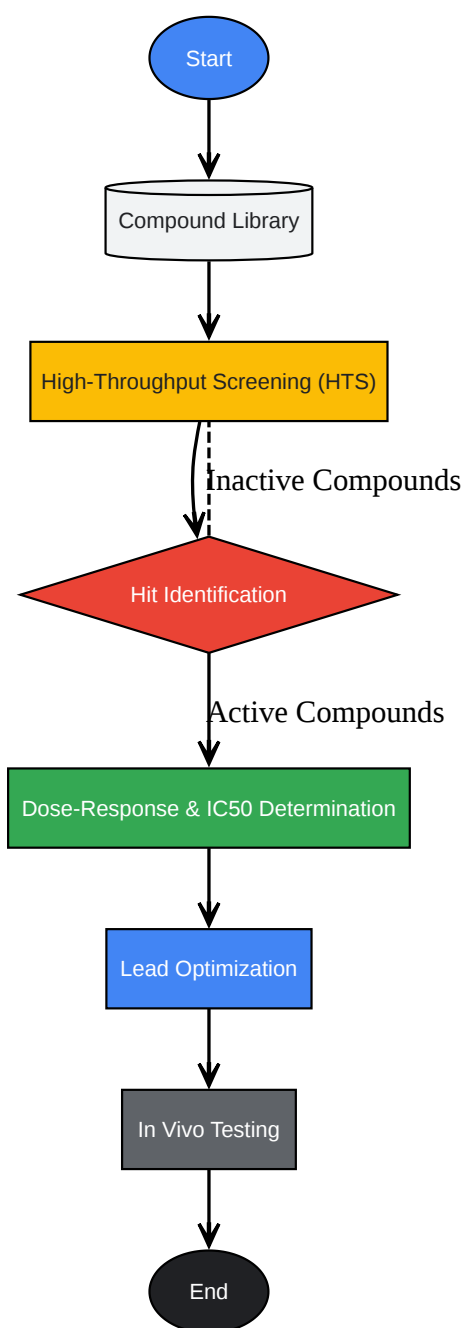 Start
Compound Library
High-Throughput Screening (HTS)
Inactive Compounds
Hit Identification
Active Compounds
Dose-Response & IC50 Determination
Lead Optimization
In Vivo Testing
End